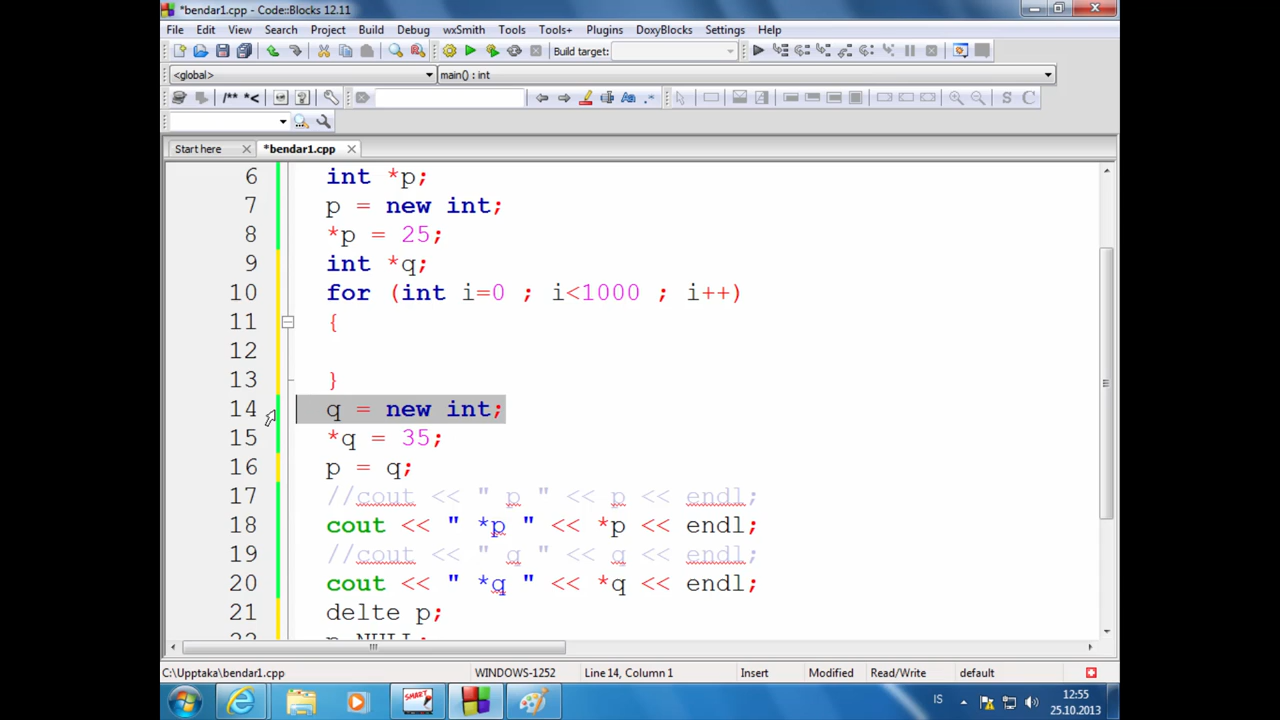 *bendar1.cpp - Code::Blocks 12.11
File Edit View Search Project Build Debug wxSmith Tools Tools+ Plugins DoxyBlocks Settings Help
Build target:
<global> main() : int
/** *<
Start here *bendar1.cpp
6 int *p;
7 p = new int;
8 *p = 25;
9 int *q;
10 for (int i=0 ; i<1000 ; i++)
11 {
12
13 }
14 q = new int;
15 *q = 35;
16 p = q;
17 //cout << " p " << p << endl;
18 cout << " *p " << *p << endl;
19 //cout << " q " << q << endl;
20 cout << " *q " << *q << endl;
21 delte p;
C:\Upptaka\bendar1.cpp WINDOWS-1252 Line 14, Column 1 Insert Modified Read/Write default
SMART IS 12:55
25.10.2013